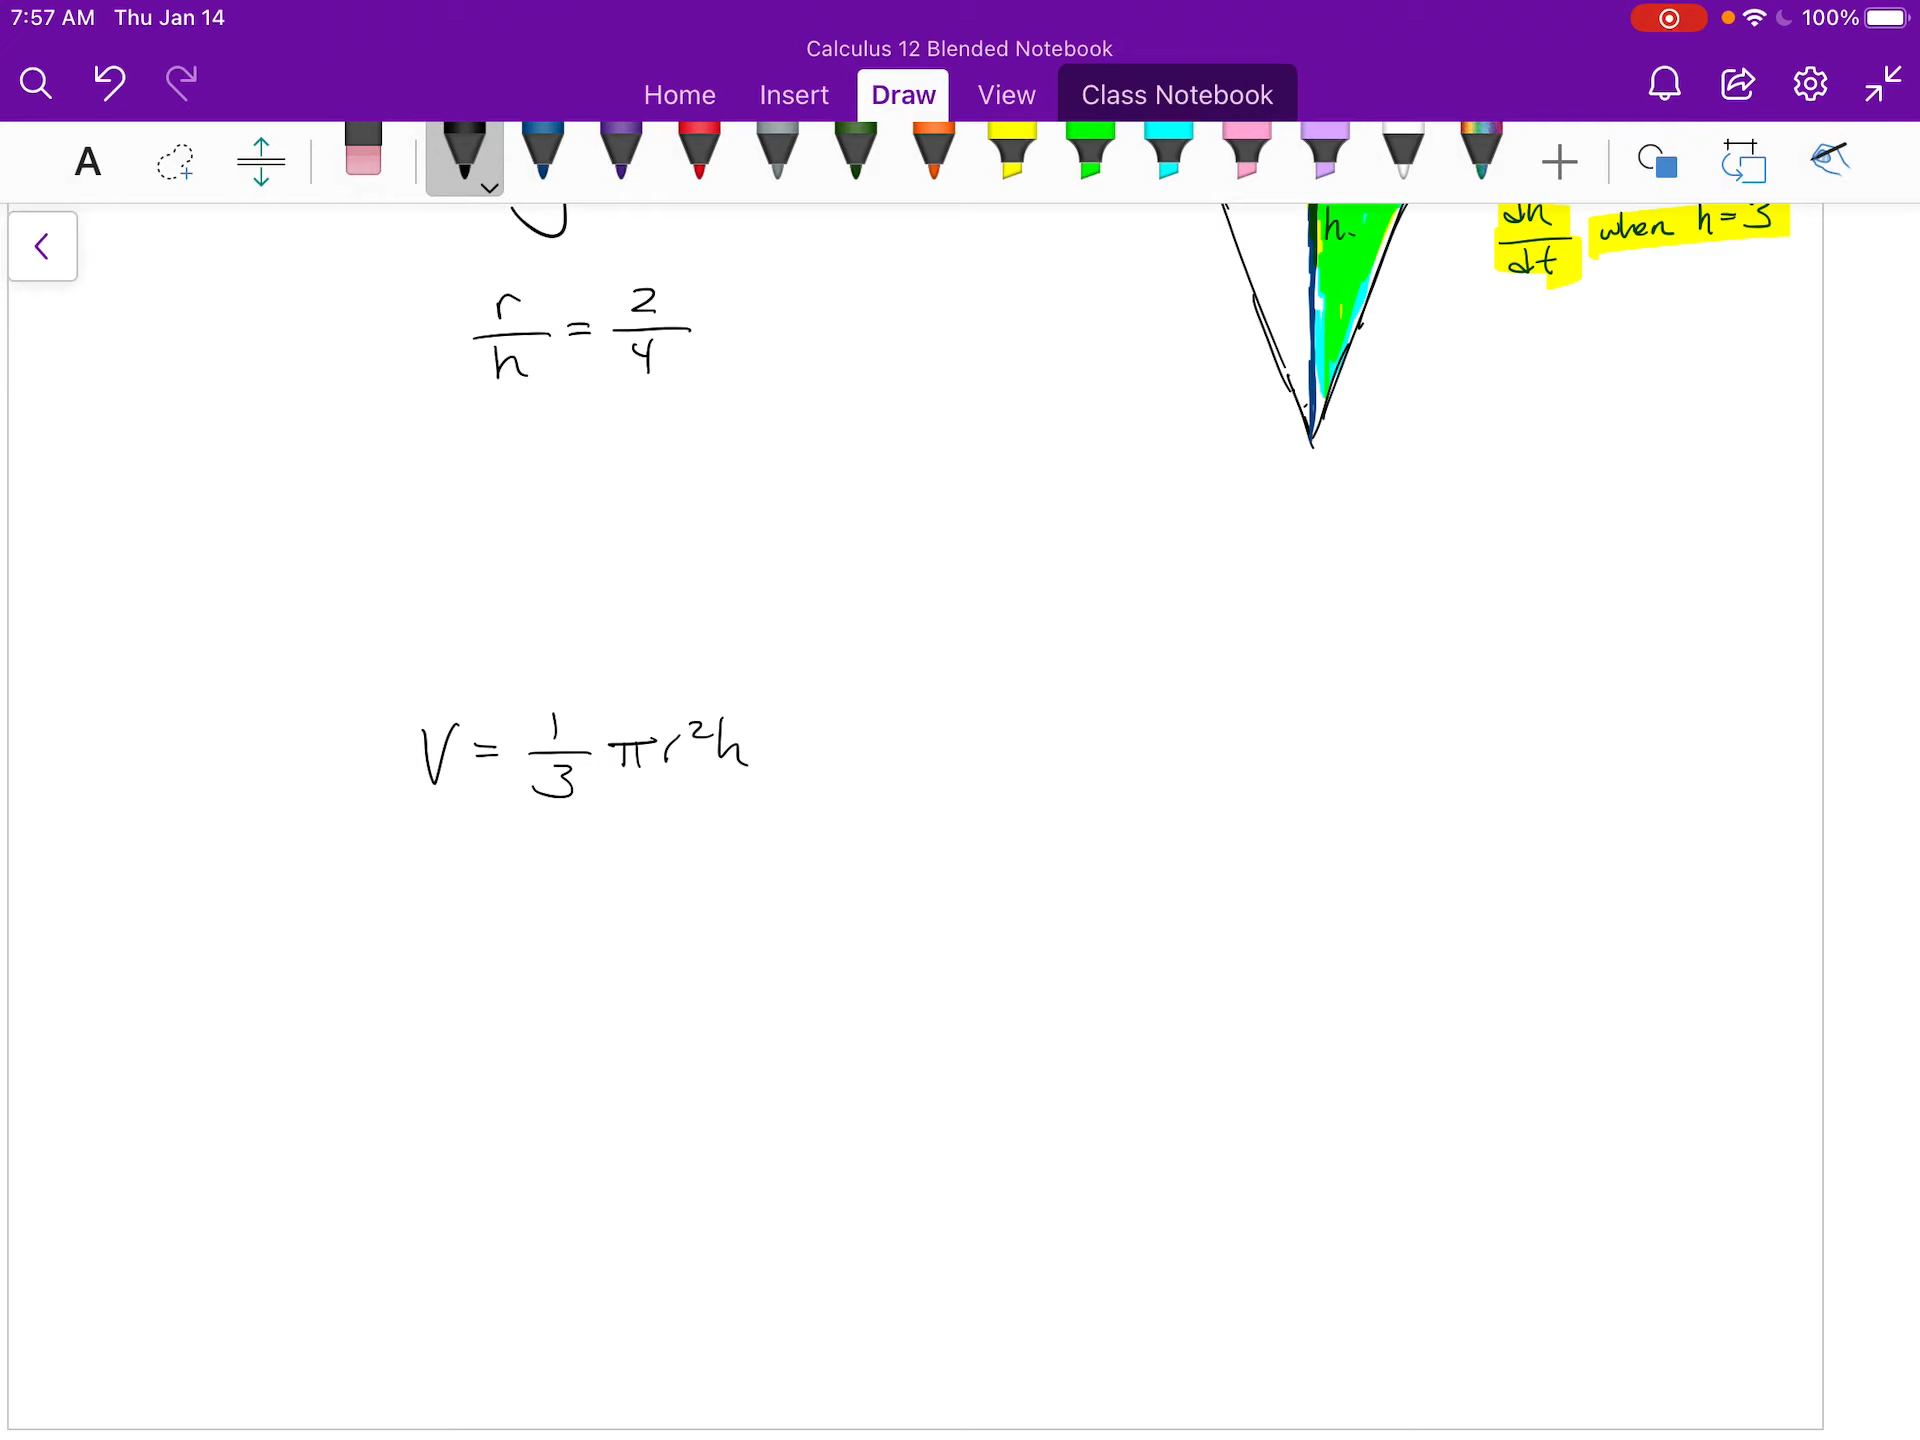 7:57 AM Thu Jan 14
100%
Calculus 12 Blended Notebook
Home Insert Draw View Class Notebook
A
h.
dh/dt when h = 3
r/h = 2/4
V = 1/3 πr²h